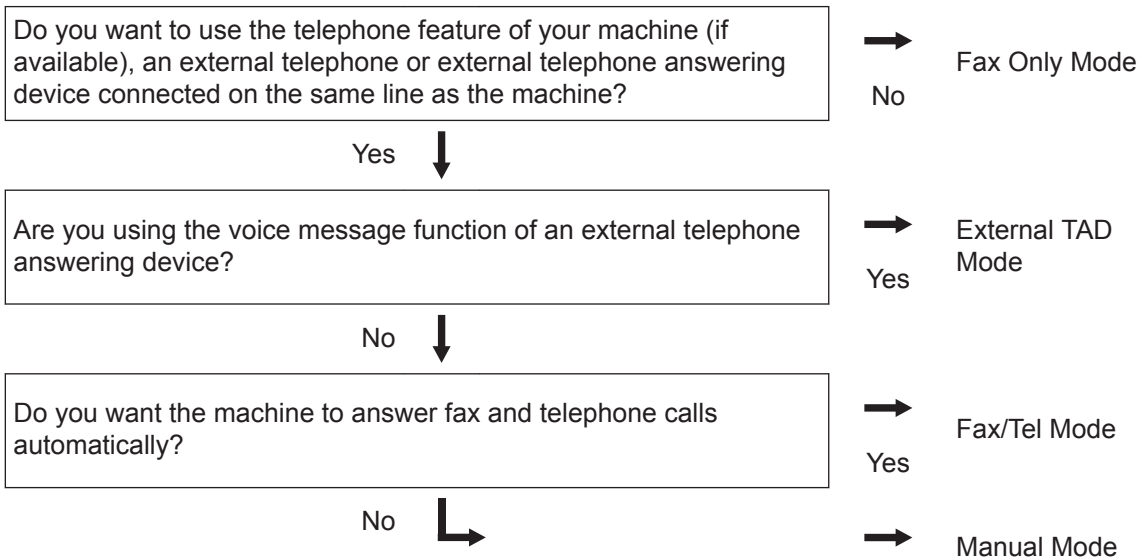 Do you want to use the telephone feature of your machine (if
available), an external telephone or external telephone answering
device connected on the same line as the machine?
No
Fax Only Mode
Yes
Are you using the voice message function of an external telephone
answering device?
Yes
External TAD
Mode
No
Do you want the machine to answer fax and telephone calls
automatically?
Yes
Fax/Tel Mode
No
Manual Mode